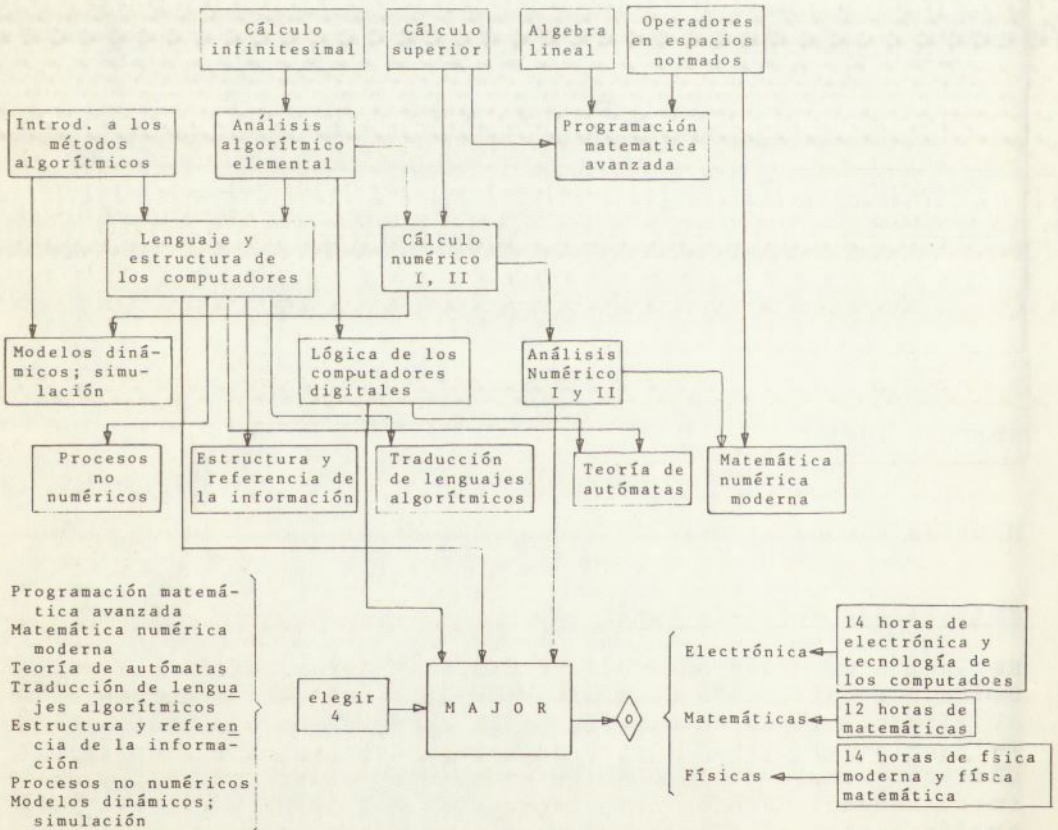 Cálculo
infinitesimal
Cálculo
superior
Algebra
lineal
Operadores
en espacios
normados
Introd. a los
métodos
algorítmicos
Análisis
algorítmico
elemental
Programación
matematica
avanzada
Lenguaje y
estructura de
los computadores
Cálculo
numérico
I, II
Modelos diná-
micos; simu-
lación
Lógica de los
computadores
digitales
Análisis
Numérico
I y II
Procesos
no
numéricos
Estructura y
referencia de
la información
Traducción
de lenguajes
algorítmicos
Teoría de
autómatas
Matemática
numérica
moderna
Programación matemá-
tica avanzada
Matemática numérica
moderna
Teoría de autómatas
Traducción de lengua
jes algorítmicos
Estructura y referen
cia de la informa-
ción
Procesos no numéricos
Modelos dinámicos;
simulación
elegir
4
M A J O R
O
Electrónica
14 horas de
electrónica y
tecnología de
los computadoes
Matemáticas
12 horas de
matemáticas
Físicas
14 horas de fsica
moderna y física
matemática